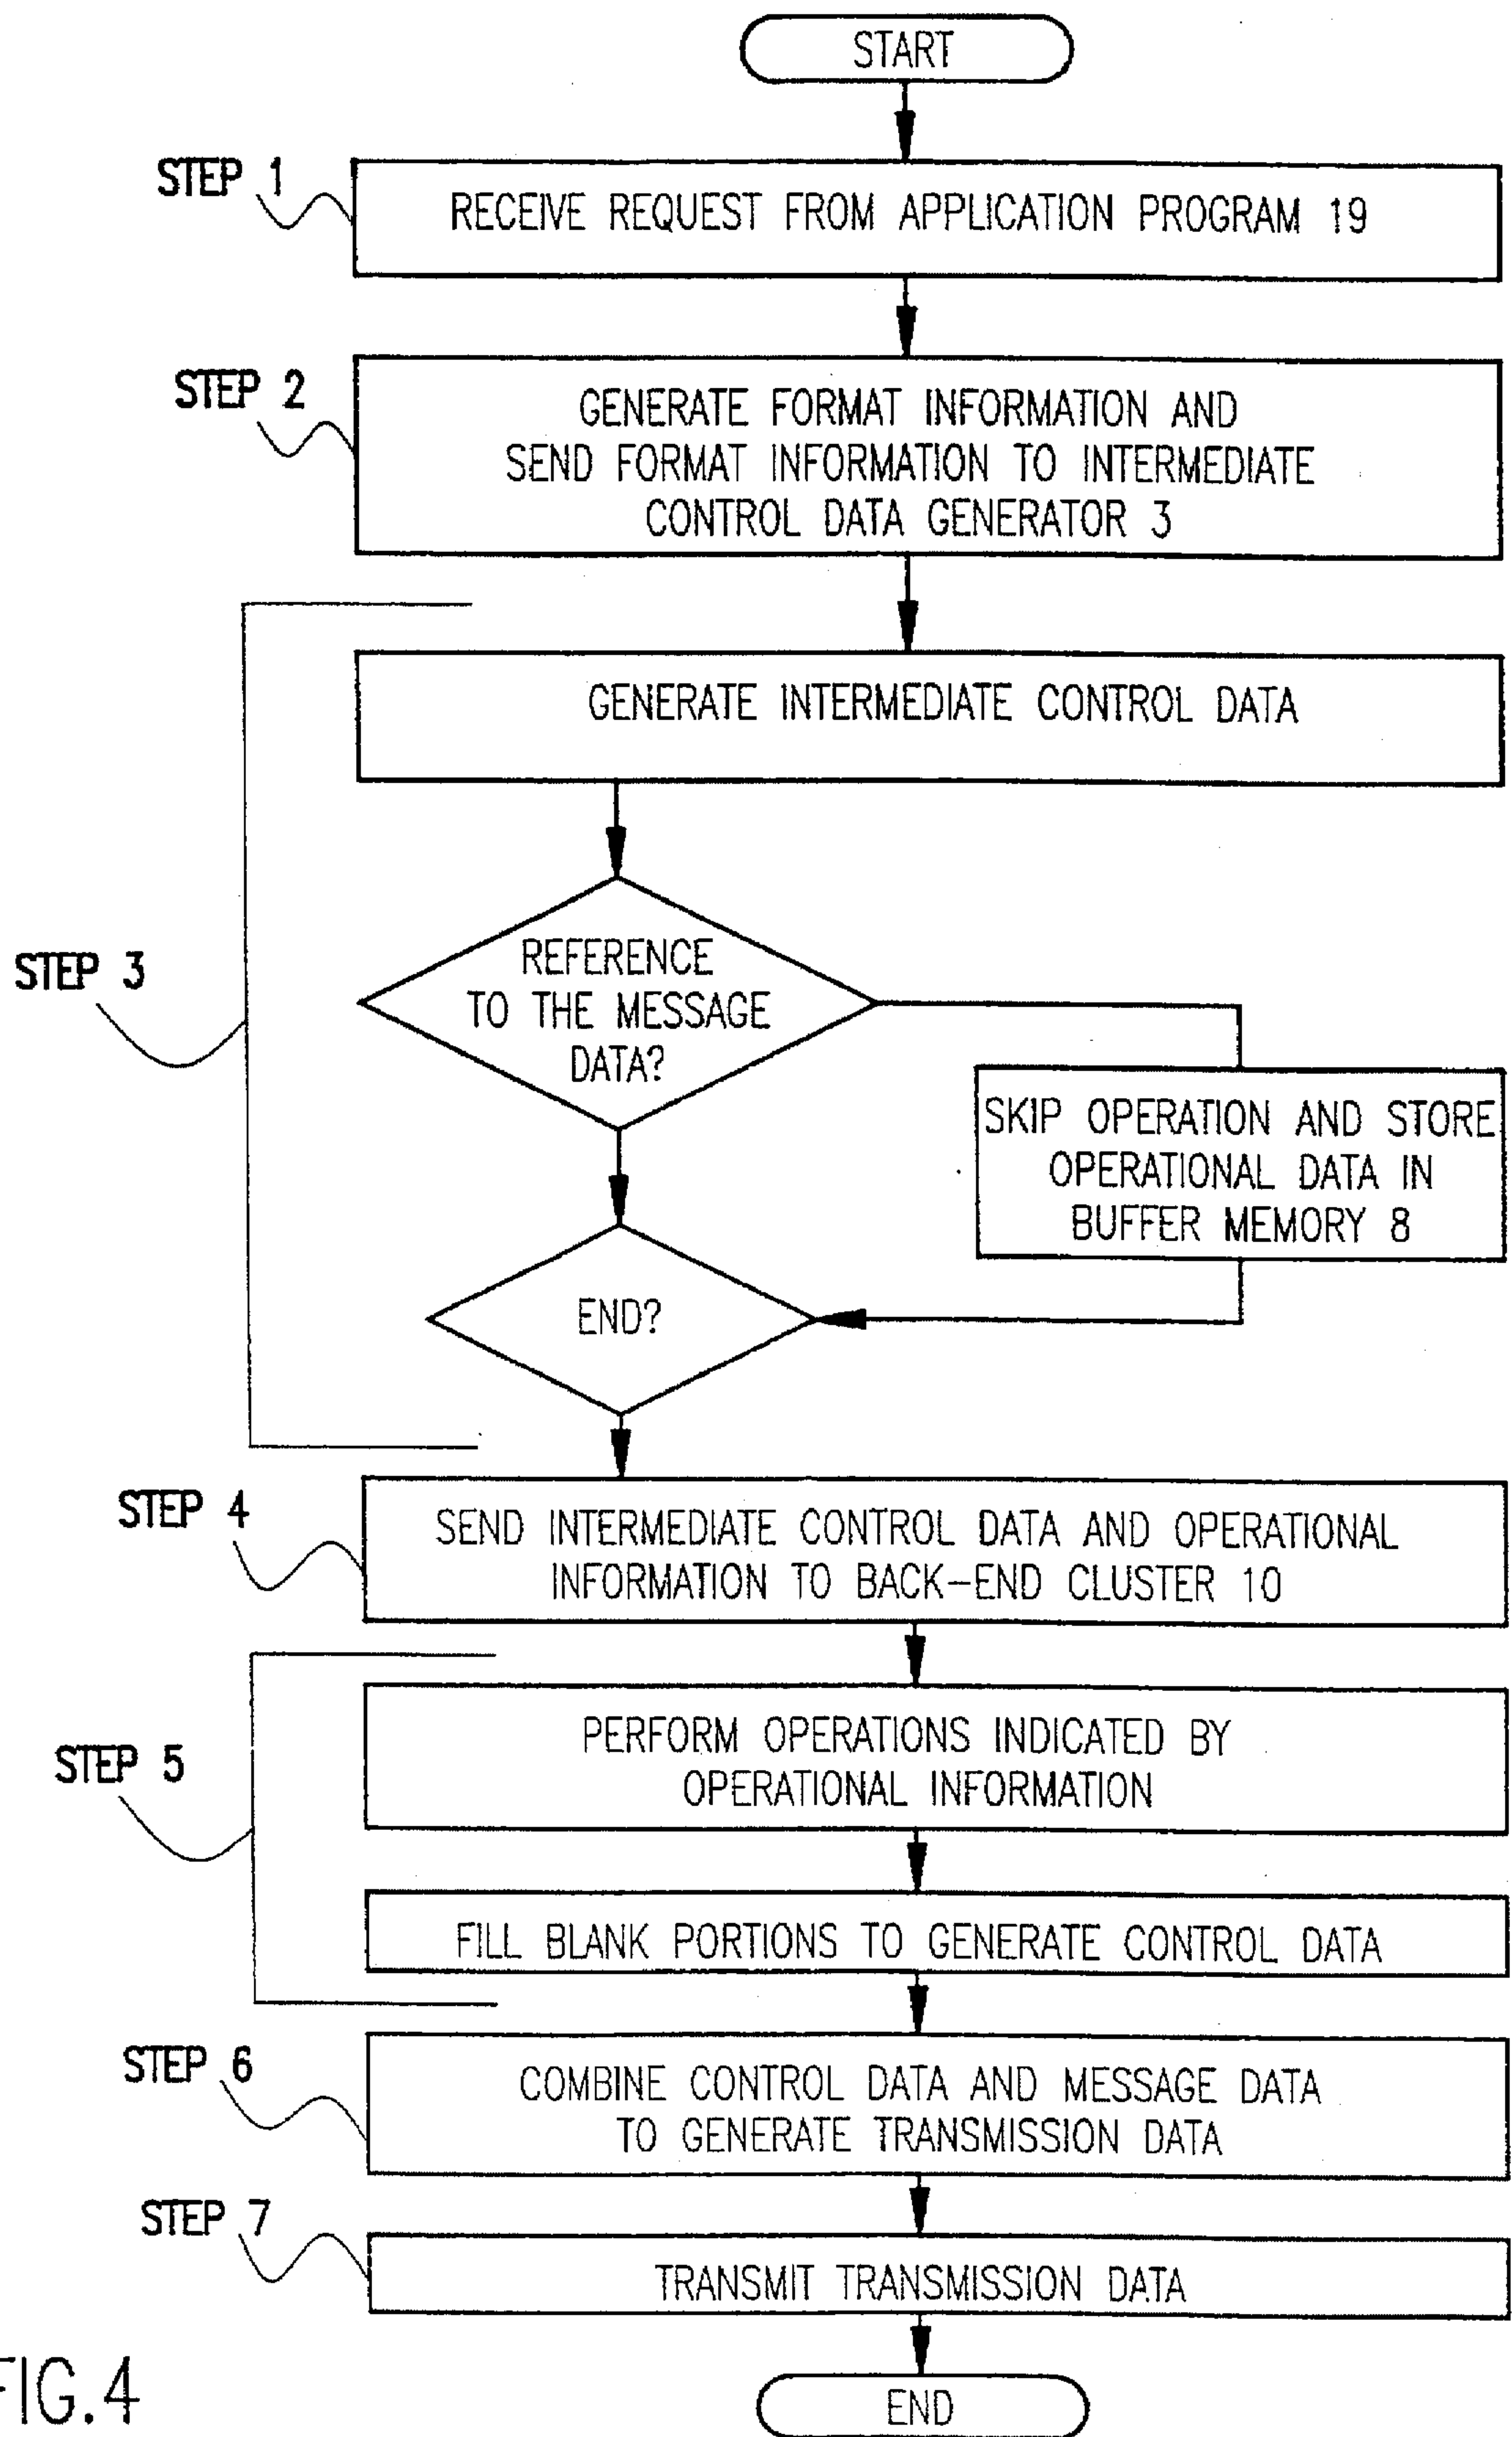 START
STEP 1
RECEIVE REQUEST FROM APPLICATION PROGRAM 19
STEP 2
GENERATE FORMAT INFORMATION AND
SEND FORMAT INFORMATION TO INTERMEDIATE
CONTROL DATA GENERATOR 3
GENERATE INTERMEDIATE CONTROL DATA
STEP 3
REFERENCE
TO THE MESSAGE
DATA?
SKIP OPERATION AND STORE
OPERATIONAL DATA IN
BUFFER MEMORY 8
END?
STEP 4
SEND INTERMEDIATE CONTROL DATA AND OPERATIONAL
INFORMATION TO BACK-END CLUSTER 10
STEP 5
PERFORM OPERATIONS INDICATED BY
OPERATIONAL INFORMATION
FILL BLANK PORTIONS TO GENERATE CONTROL DATA
STEP 6
COMBINE CONTROL DATA AND MESSAGE DATA
TO GENERATE TRANSMISSION DATA
STEP 7
TRANSMIT TRANSMISSION DATA
END
FIG.4